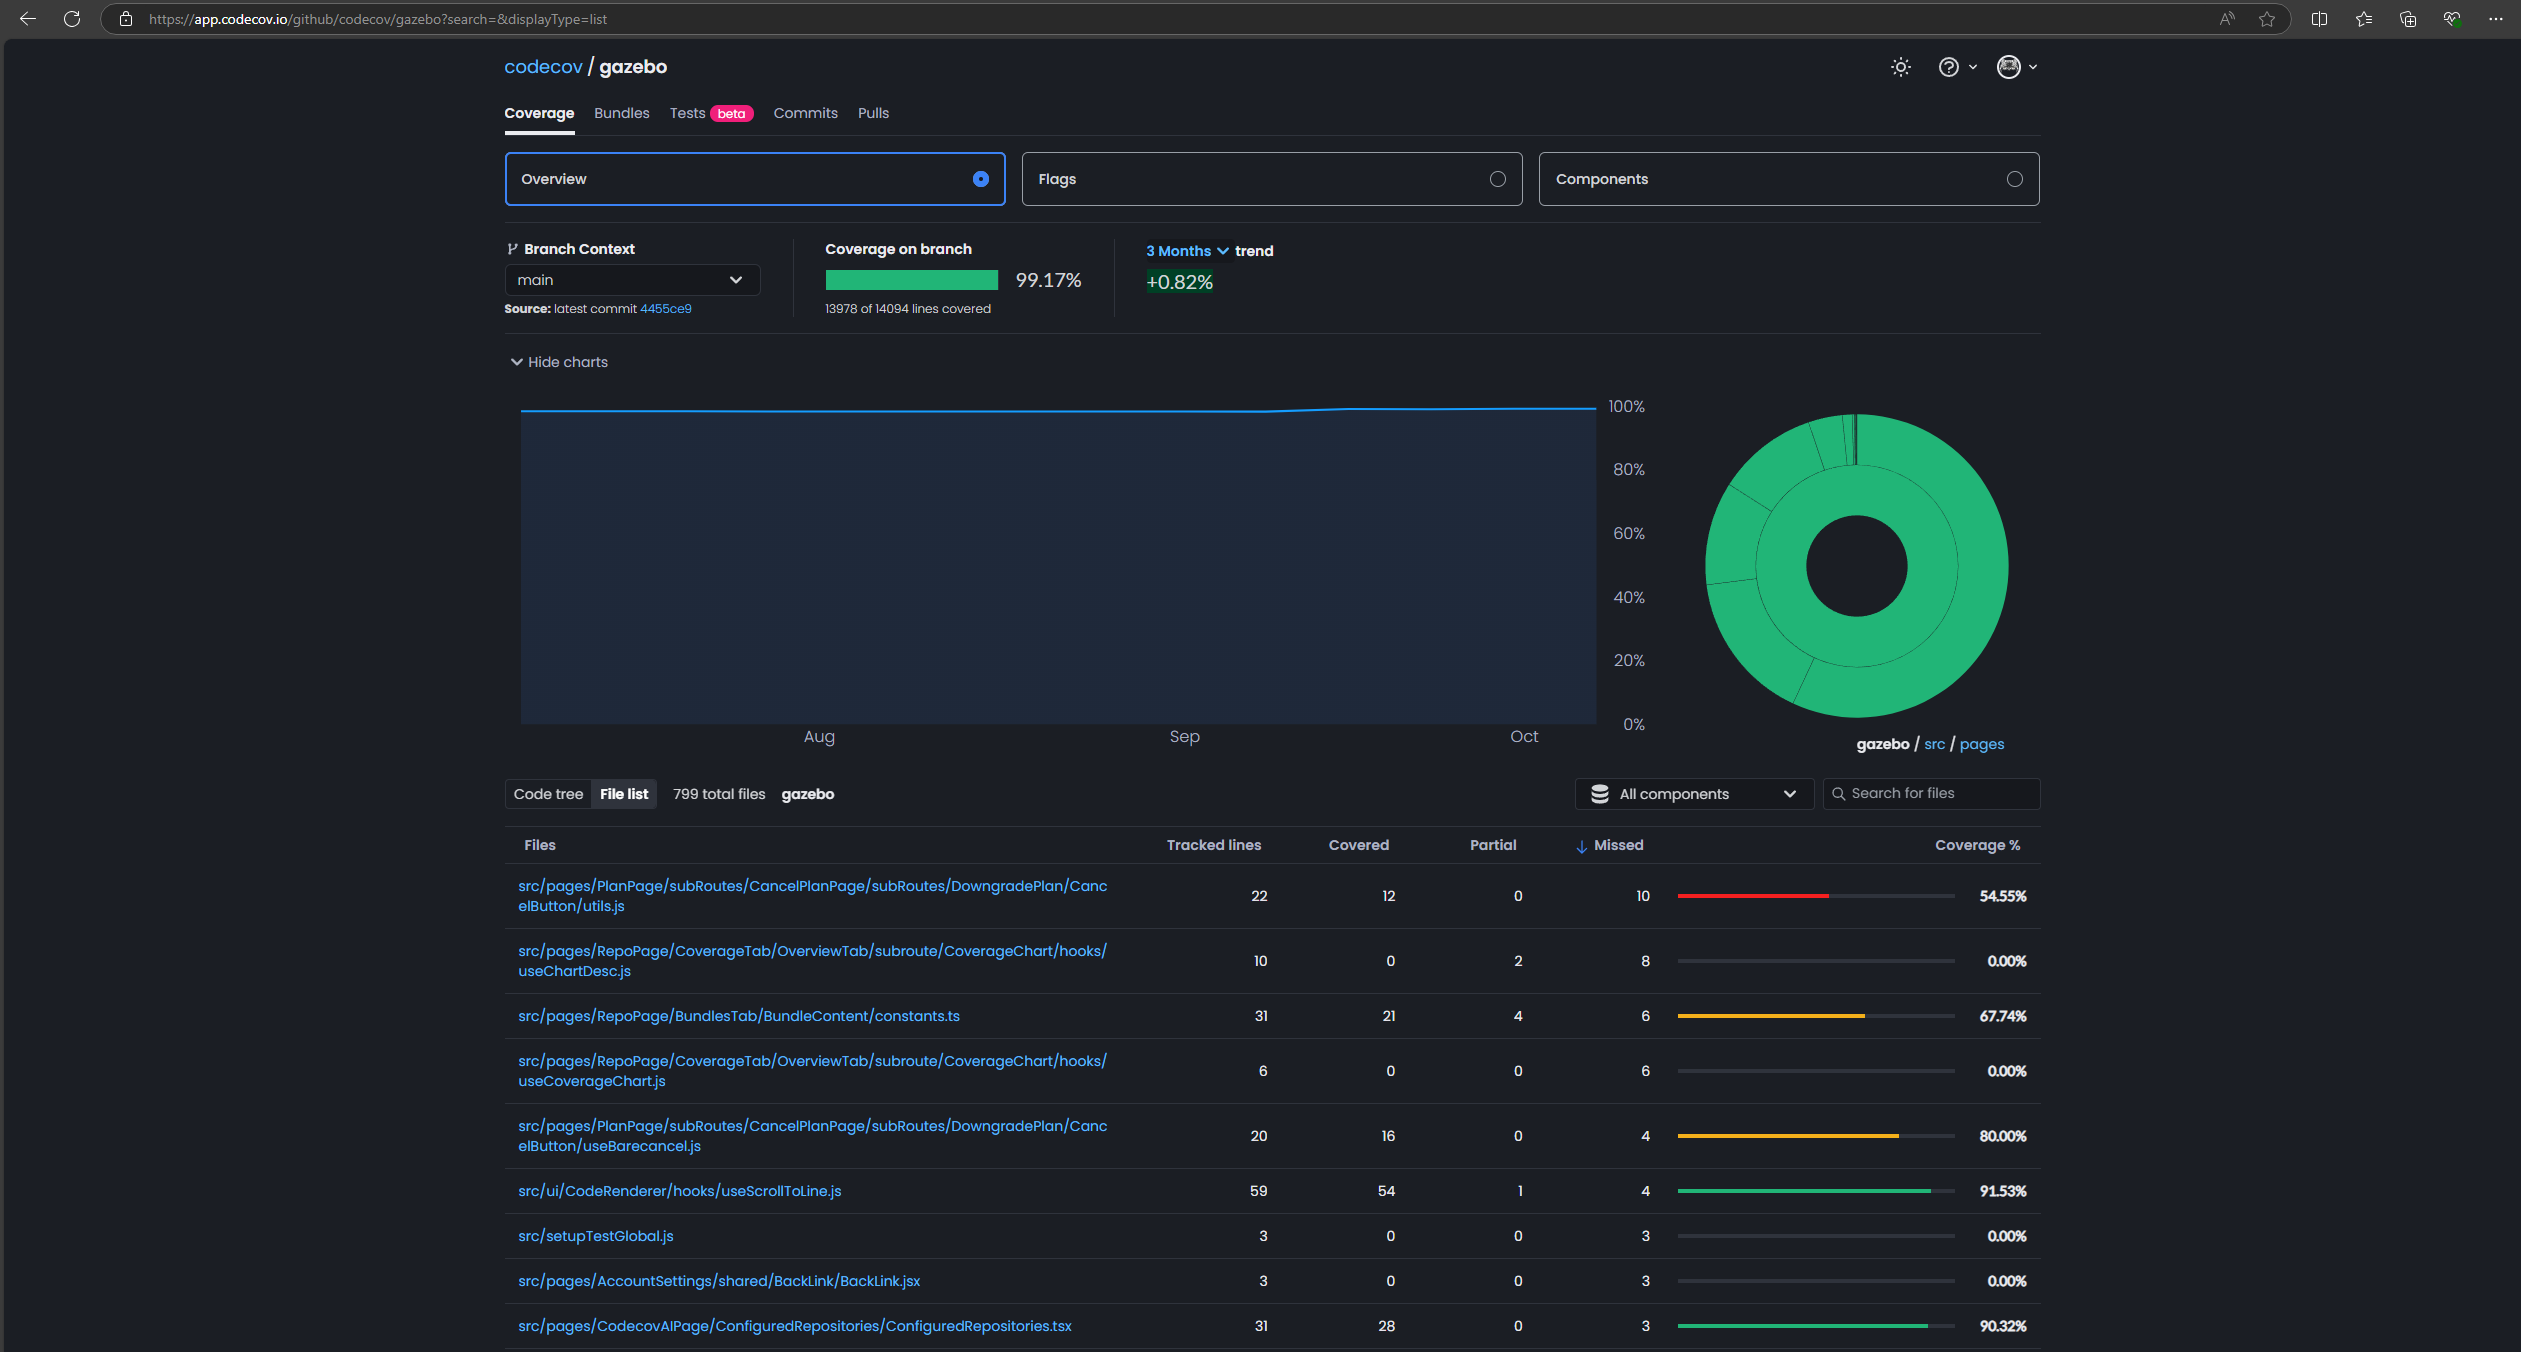 https://app.codecov.io/github/codecov/gazebo?search=&displayType=list
codecov / gazebo
Coverage Bundles Tests beta Commits Pulls
Overview Flags Components
Branch Context
main
Source: latest commit 4455ce9
Coverage on branch
99.17%
13978 of 14094 lines covered
3 Months trend
+0.82%
Hide charts
100%
80%
60%
40%
20%
0%
Aug Sep Oct
gazebo / src / pages
Code tree File list 799 total files gazebo All components Search for files
Files Tracked lines Covered Partial Missed Coverage %
src/pages/PlanPage/subRoutes/CancelPlanPage/subRoutes/DowngradePlan/Canc
elButton/utils.js
22 12 0 10 54.55%
src/pages/RepoPage/CoverageTab/OverviewTab/subroute/CoverageChart/hooks/
useChartDesc.js
10 0 2 8 0.00%
src/pages/RepoPage/BundlesTab/BundleContent/constants.ts 31 21 4 6 67.74%
src/pages/RepoPage/CoverageTab/OverviewTab/subroute/CoverageChart/hooks/
useCoverageChart.js
6 0 0 6 0.00%
src/pages/PlanPage/subRoutes/CancelPlanPage/subRoutes/DowngradePlan/Canc
elButton/useBarecancel.js
20 16 0 4 80.00%
src/ui/CodeRenderer/hooks/useScrollToLine.js 59 54 1 4 91.53%
src/setupTestGlobal.js 3 0 0 3 0.00%
src/pages/AccountSettings/shared/BackLink/BackLink.jsx 3 0 0 3 0.00%
src/pages/CodecovAIPage/ConfiguredRepositories/ConfiguredRepositories.tsx 31 28 0 3 90.32%